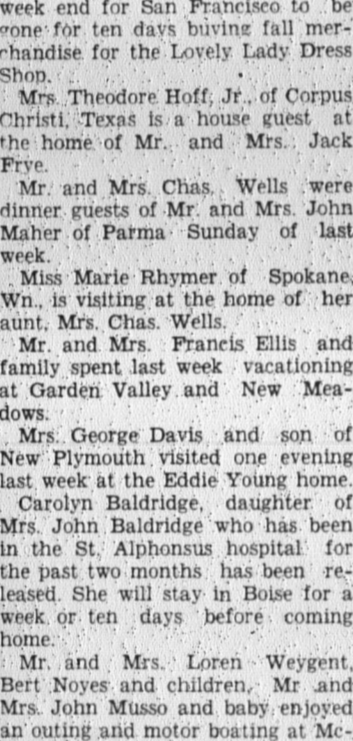 week end for San Francisco to be
gone for ten days buying fall mer-
chandise for the Lovely Lady Dress
Shop.
Mrs. Theodore Hoff, Jr., of Corpus
Christi, Texas is a house guest at
the home of Mr. and Mrs. Jack
Frye.
Mr. and Mrs. Chas. Wells were
dinner guests of Mr. and Mrs. John
Maher of Parma Sunday of last
week.
Miss Marie Rhymer of Spokane,
Wn., is visiting at the home of her
aunt, Mrs. Chas. Wells.
Mr. and Mrs. Francis Ellis and
family spent last week vacationing
at Garden Valley and New Mea-
dows.
Mrs. George Davis and son of
New Plymouth visited one evening
last week at the Eddie Young home.
Carolyn Baldridge, daughter of
Mrs. John Baldridge who has been
in the St. Alphonsus hospital for
the past two months has been re-
leased. She will stay in Boise for a
week or ten days before coming
home.
Mr. and Mrs. Loren Weygent,
Bert Noyes and children, Mr and
Mrs. John Musso and baby enjoyed
an outing and motor boating at Mc-